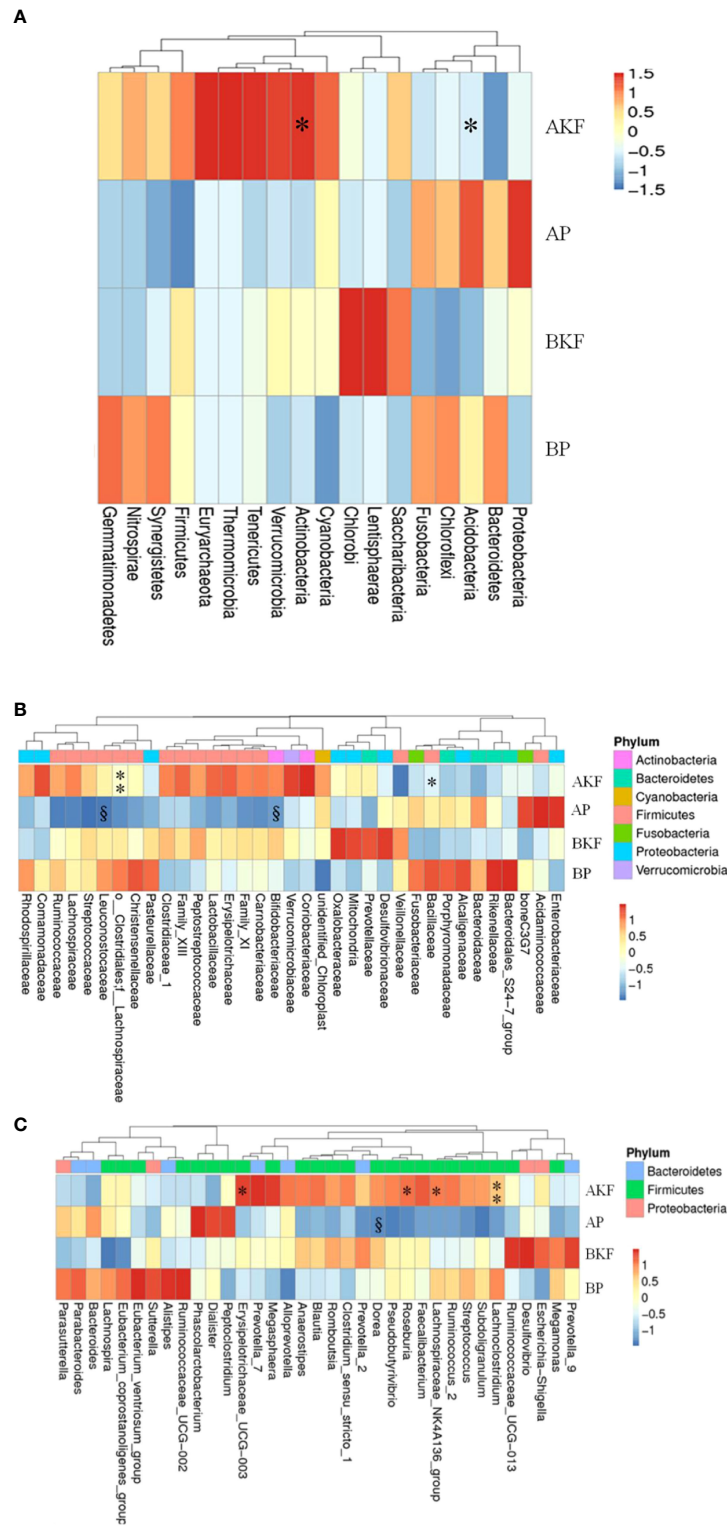 A
1.5
1
0.5
0
−0.5
−1
−1.5
*
*
AKF
AP
BKF
BP
Gemmatimonadetes
Nitrospirae
Synergistetes
Firmicutes
Euryarchaeota
Thermomicrobia
Tenericutes
Verrucomicrobia
Actinobacteria
Cyanobacteria
Chlorobi
Lentisphaerae
Saccharibacteria
Fusobacteria
Chloroflexi
Acidobacteria
Bacteroidetes
Proteobacteria
B
Phylum
Actinobacteria
Bacteroidetes
Cyanobacteria
Firmicutes
Fusobacteria
Proteobacteria
Verrucomicrobia
**
*
AKF
§
§
AP
BKF
BP
1
0.5
0
−0.5
−1
Rhodospirillaceae
Comamonadaceae
Ruminococcaceae
Lachnospiraceae
Streptococcaceae
Leuconostocaceae
o__Clostridiales;f__Lachnospiraceae
Christensenellaceae
Pasteurellaceae
Clostridiaceae_1
Family_XIII
Peptostreptococcaceae
Lactobacillaceae
Erysipelotrichaceae
Family_XI
Carnobacteriaceae
Bifidobacteriaceae
Verrucomicrobiaceae
Coriobacteriaceae
unidentified_Chloroplast
Oxalobacteraceae
Mitochondria
Prevotellaceae
Desulfovibrionaceae
Veillonellaceae
Fusobacteriaceae
Bacillaceae
Porphyromonadaceae
Alcaligenaceae
Bacteroidaceae
Rikenellaceae
Bacteroidales_S24−7_group
boneC3G7
Acidaminococcaceae
Enterobacteriaceae
C
Phylum
Bacteroidetes
Firmicutes
Proteobacteria
*
*
*
**
AKF
§
AP
BKF
BP
1
0.5
0
−0.5
−1
Parasutterella
Parabacteroides
Bacteroides
Lachnospira
Eubacterium_coprostanoligenes_group
Eubacterium_ventriosum_group
Sutterella
Alistipes
Ruminococcaceae_UCG−002
Phascolarctobacterium
Dialister
Peptoclostridium
Erysipelotrichaceae_UCG−003
Prevotella_7
Megasphaera
Alloprevotella
Anaerostipes
Blautia
Romboutsia
Clostridium_sensu_stricto_1
Prevotella_2
Dorea
Pseudobutyrivibrio
Roseburia
Faecalibacterium
Lachnospiraceae_NK4A136_group
Ruminococcus_2
Streptococcus
Subdoligranulum
Lachnoclostridium
Ruminococcaceae_UCG−013
Desulfovibrio
Escherichia−Shigella
Megamonas
Prevotella_9